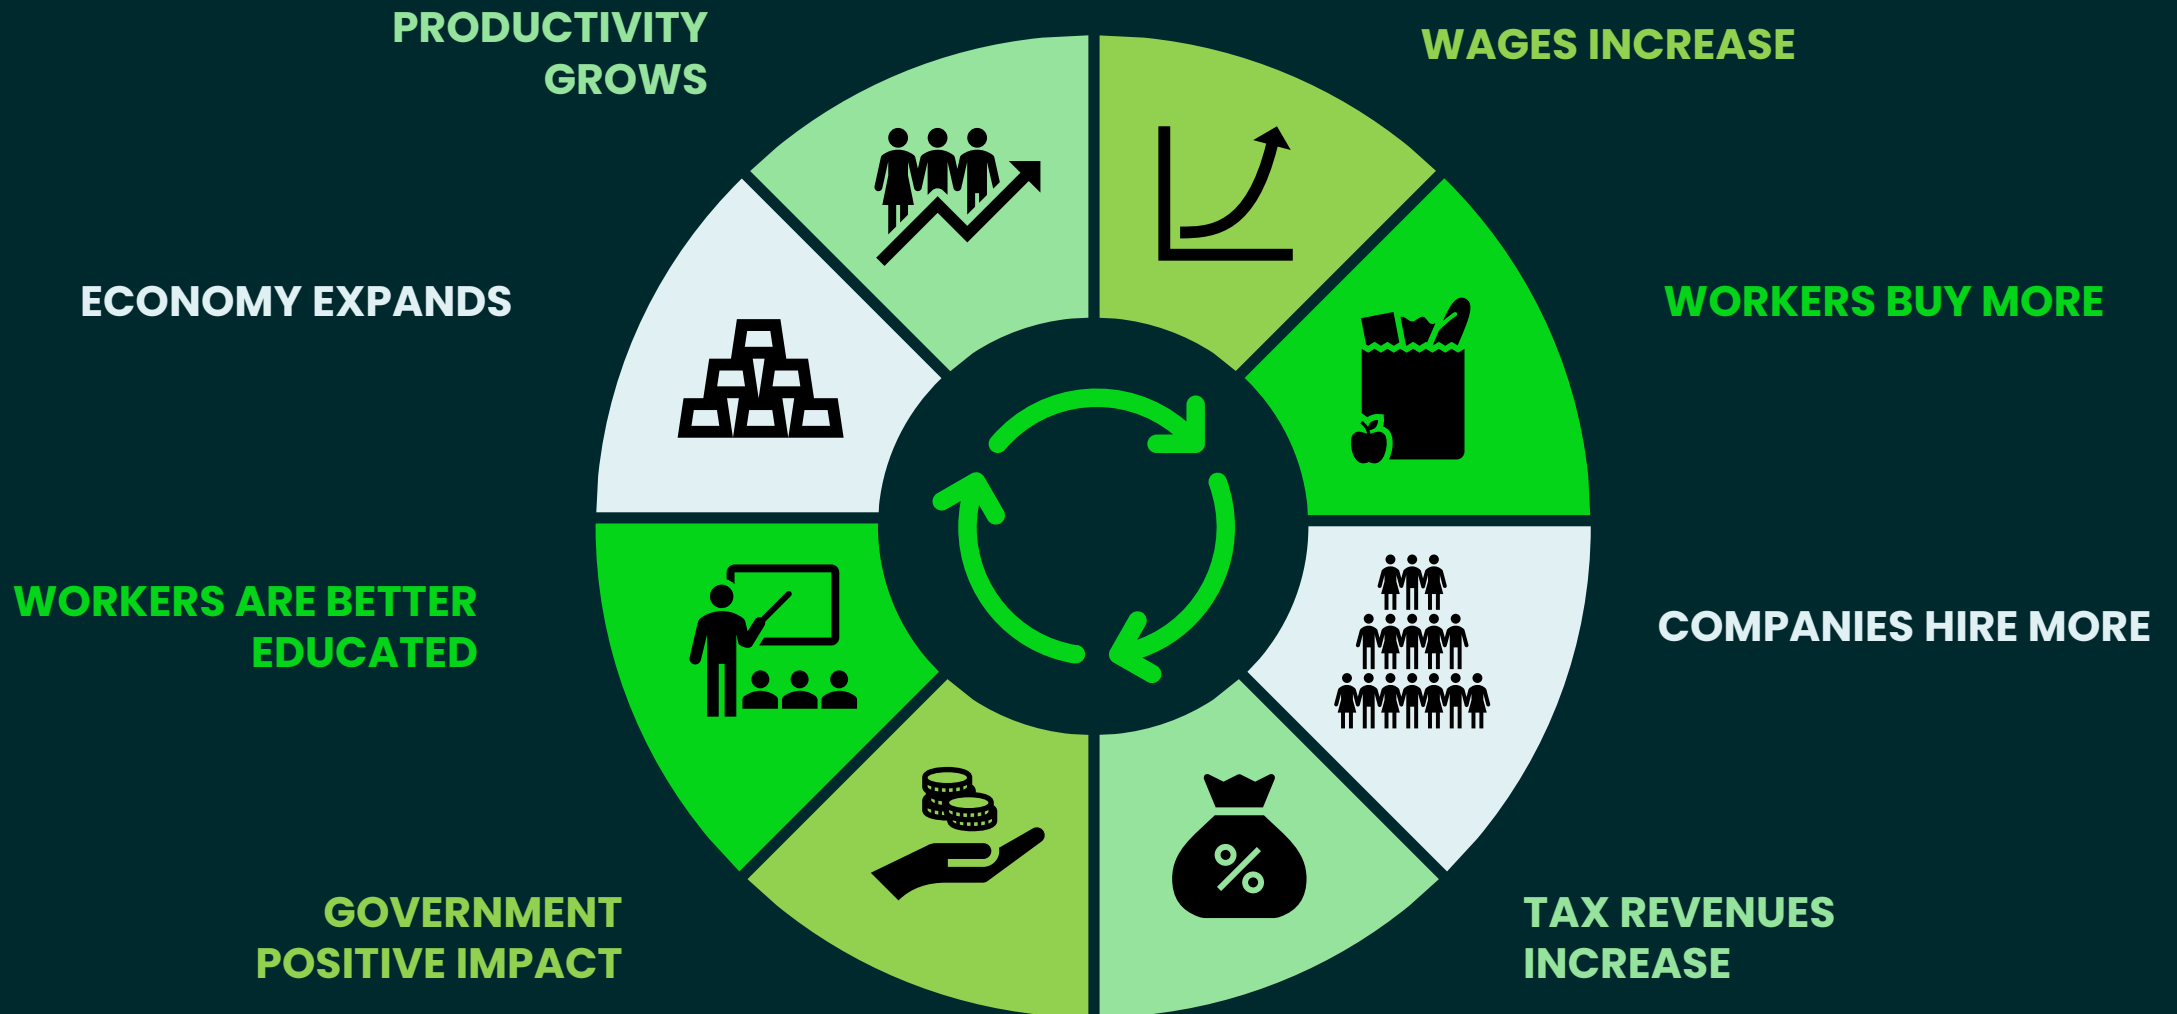 PRODUCTIVITY
GROWS
WAGES INCREASE
WORKERS BUY MORE
COMPANIES HIRE MORE
TAX REVENUES
INCREASE
GOVERNMENT
POSITIVE IMPACT
WORKERS ARE BETTER
EDUCATED
ECONOMY EXPANDS
%